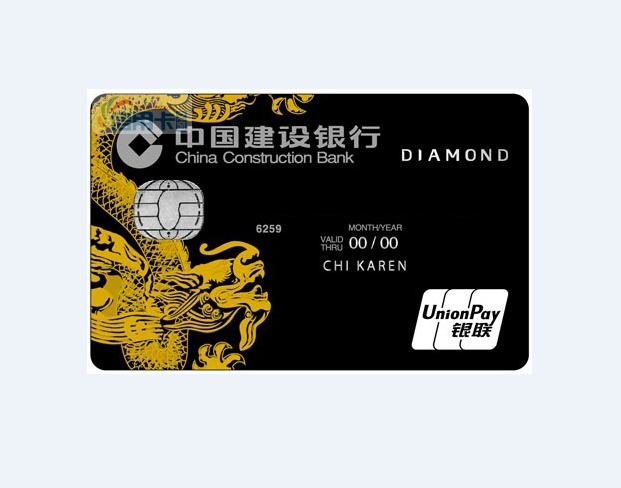 中国建设银行
China Construction Bank
DIAMOND
6259
MONTH/YEAR
VALID THRU 00 / 00
CHI KAREN
UnionPay
银联